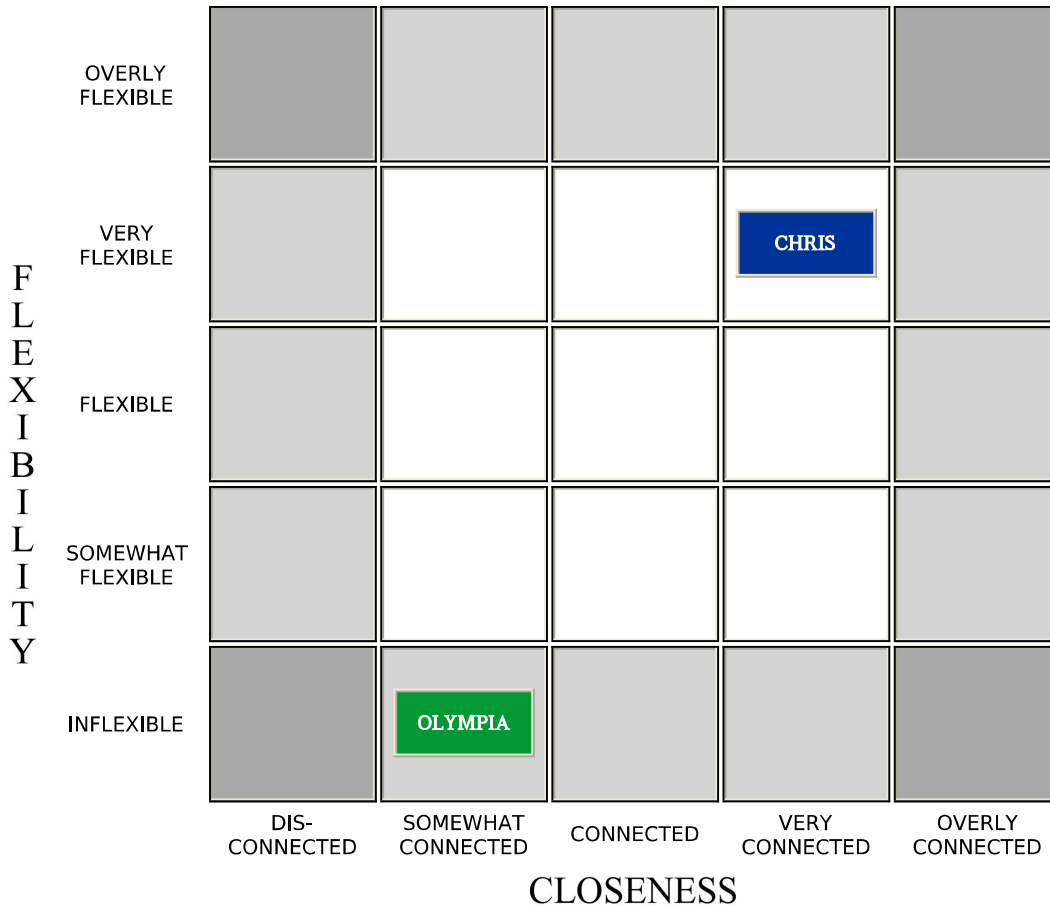 FLEXIBILITY
OVERLY
FLEXIBLE
VERY
FLEXIBLE
CHRIS
FLEXIBLE
SOMEWHAT
FLEXIBLE
INFLEXIBLE
OLYMPIA
DIS-
CONNECTED
SOMEWHAT
CONNECTED
CONNECTED
VERY
CONNECTED
OVERLY
CONNECTED
CLOSENESS